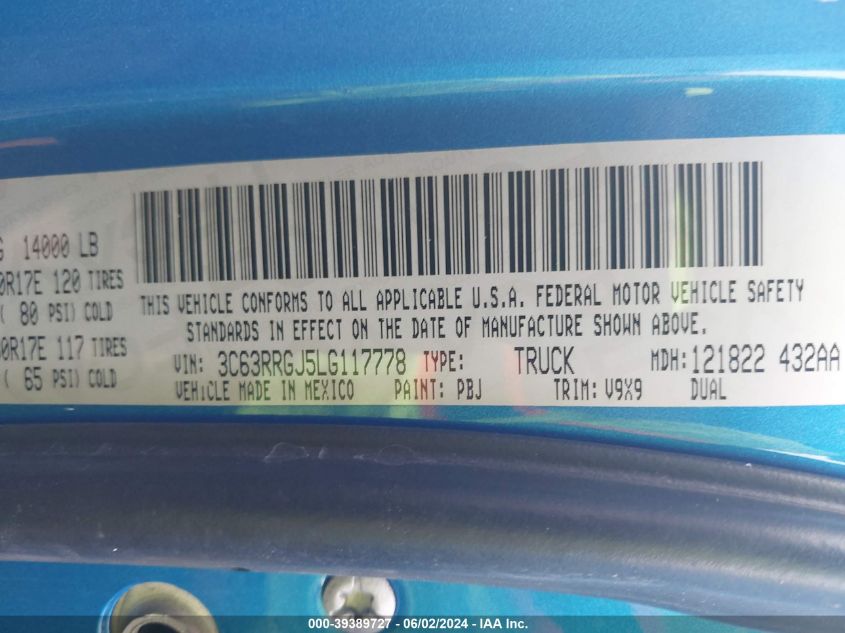 G 14000 LB
0R17E 120 TIRES
( 80 PSI) COLD
0R17E 117 TIRES
( 65 PSI) COLD
THIS VEHICLE CONFORMS TO ALL APPLICABLE U.S.A. FEDERAL MOTOR VEHICLE SAFETY
STANDARDS IN EFFECT ON THE DATE OF MANUFACTURE SHOWN ABOVE.
VIN: 3C63RRGJ5LG117778 TYPE: TRUCK MDH:121822 432AA
VEHICLE MADE IN MEXICO PAINT: PBJ TRIM: V9X9 DUAL
000-39389727 - 06/02/2024 - IAA Inc.